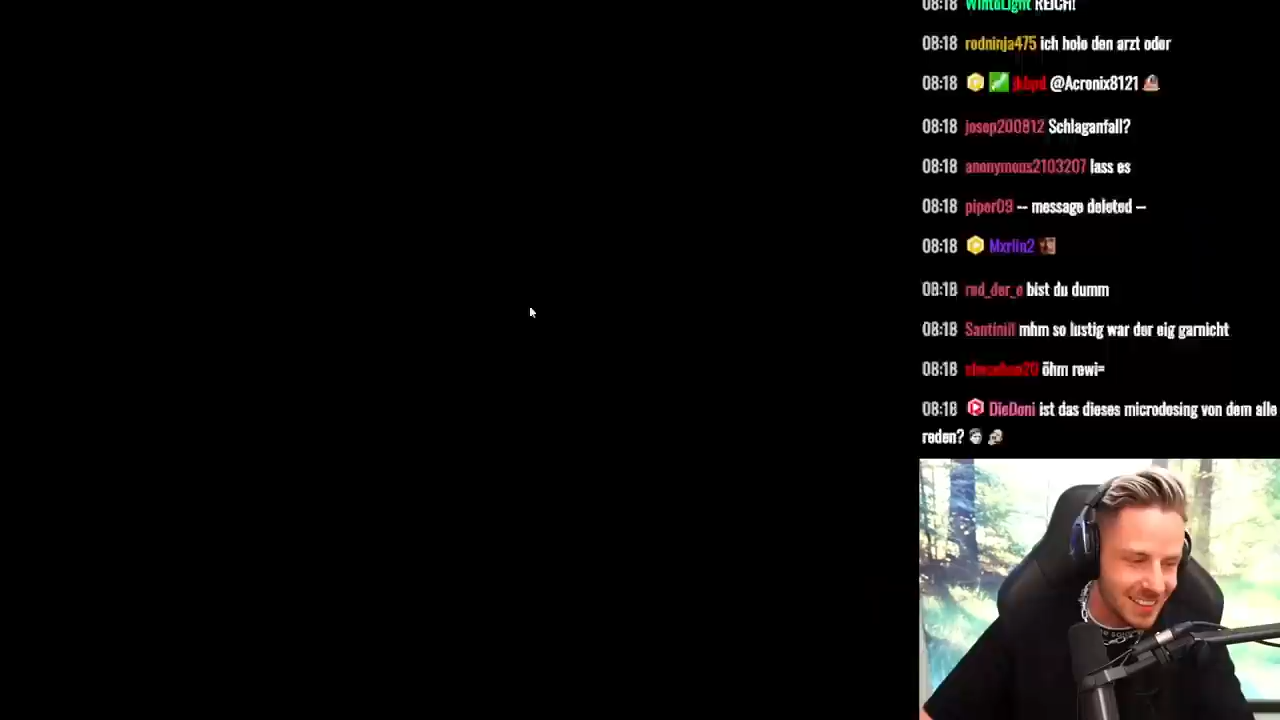 08:18 WintoLight REICH!
08:18 rodninja475 ich hole den arzt oder
08:18 @Acronix8121
08:18 josep200812 Schlaganfall?
08:18 anonymous2103207 lass es
08:18 piper03 -- message deleted --
08:18 Mxrlin2
08:18 bist du dumm
08:18 mhm so lustig war der eig garnicht
08:18 öhm rewi=
08:18 DieDoni ist das dieses microdosing von dem alle
reden?